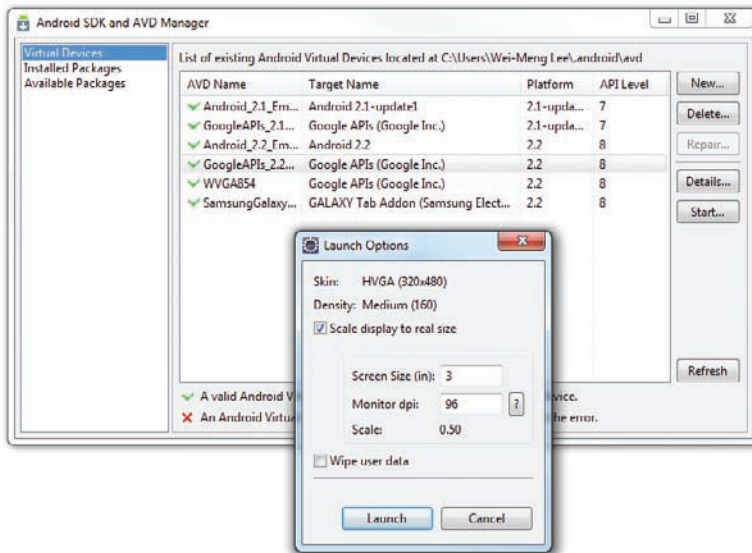 Android SDK and AVD Manager
Virtual Devices
Installed Packages
Available Packages
List of existing Android Virtual Devices located at C:\Users\Wei-Meng Lee\.android\avd
AVD Name Target Name Platform API Level
Android_2.1_Em... Android 2.1-update1 2.1-upda... 7
GoogleAPIs_2.1... Google APIs (Google Inc.) 2.1-upda... 7
Android_2.2_Em... Android 2.2 2.2 8
GoogleAPIs_2.2... Google APIs (Google Inc.) 2.2 8
WVGA854 Google APIs (Google Inc.) 2.2 8
SamsungGalaxy... GALAXY Tab Addon (Samsung Elect... 2.2 8
New...
Delete...
Repair...
Details...
Start...
Refresh
A valid Android V
vice.
An Android Virtua
he error.
Launch Options
Skin: HVGA (320x480)
Density: Medium (160)
Scale display to real size
Screen Size (in): 3
Monitor dpi: 96 ?
Scale: 0.50
Wipe user data
Launch Cancel